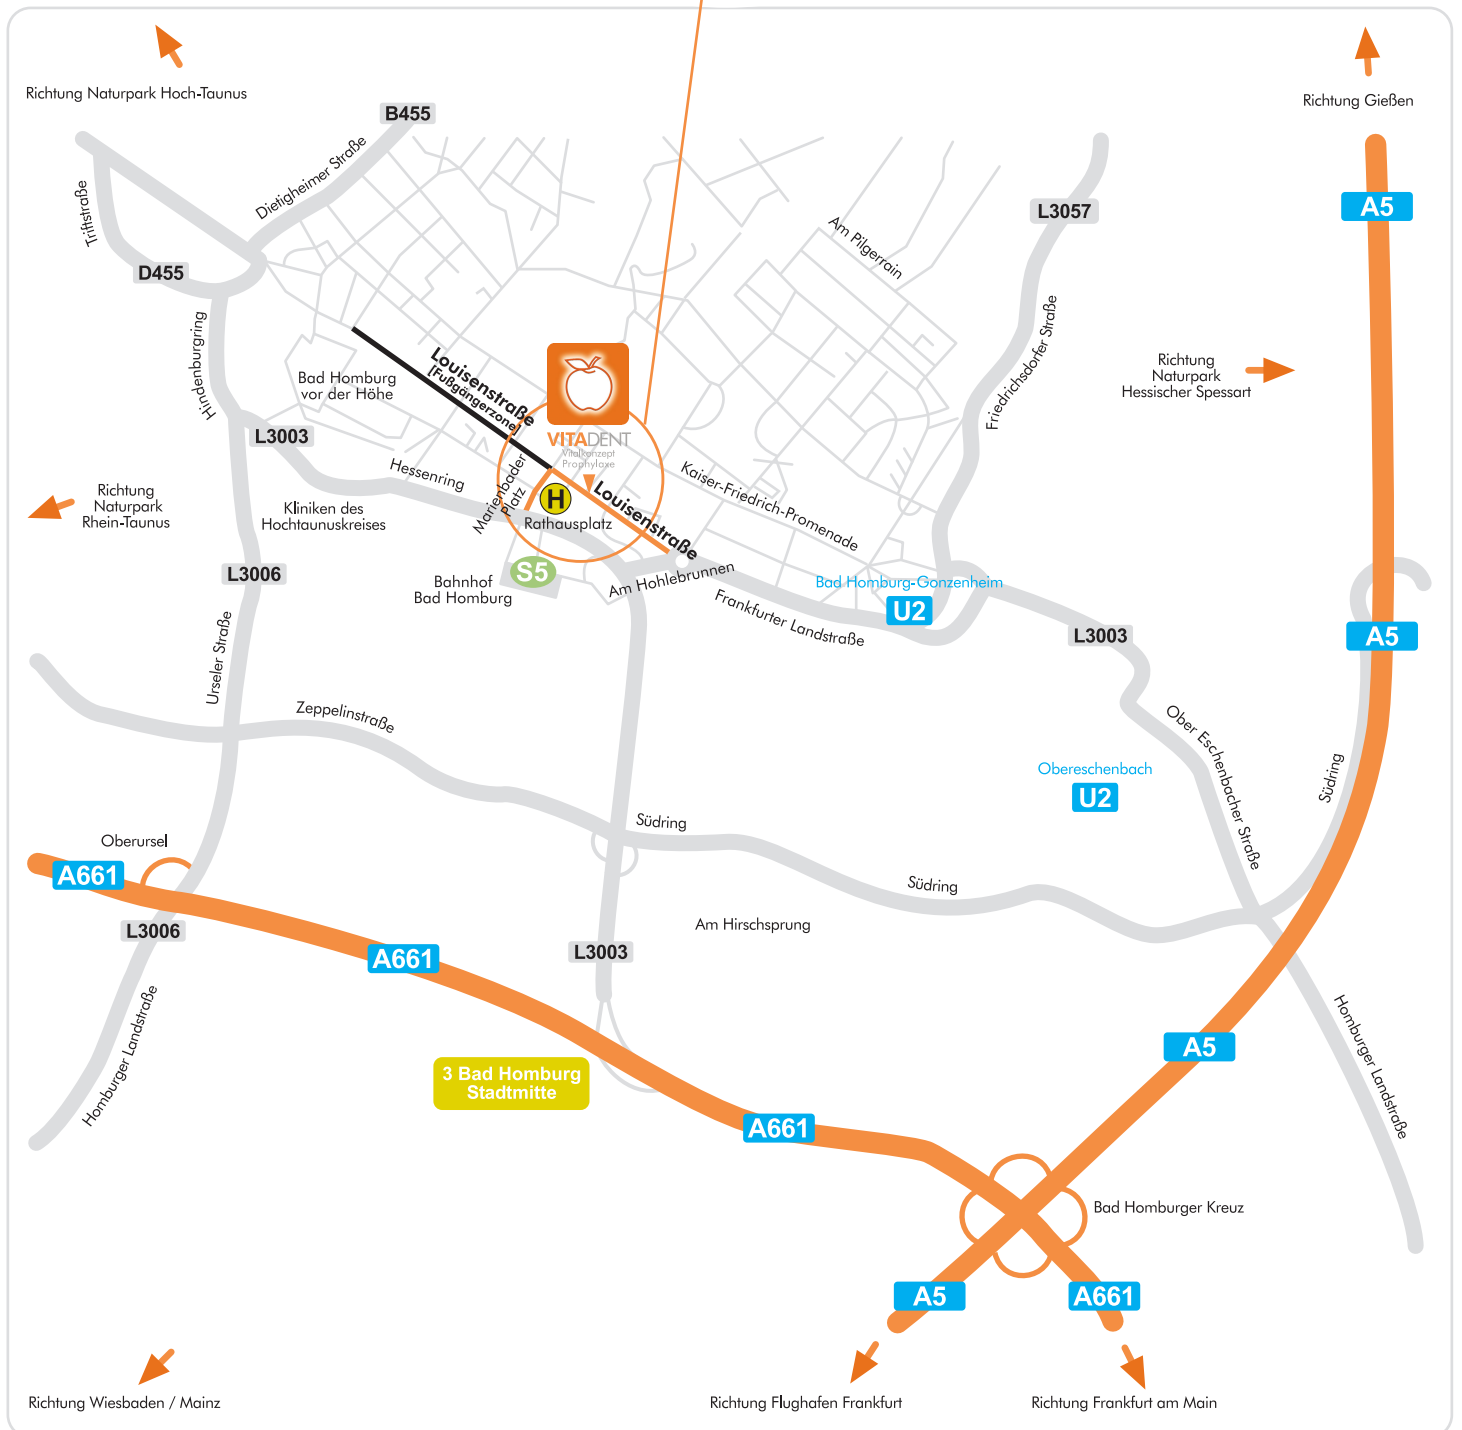 Richtung Naturpark Hoch-Taunus
B455
Richtung Gießen
Dietigheimer Straße
Triftstraße
A5
L3057
Am Pilgerrain
D455
Hindenburgring
Friedrichsdorfer Straße
Louisenstraße
[Fußgängerzone]
Bad Homburg
vor der Höhe
Richtung
Naturpark
Hessischer Spessart
L3003
VITADENT
Vitalkonzept
Prophylaxe
Hessenring
Marienbader
Platz
Kaiser-Friedrich-Promenade
Richtung
Naturpark
Rhein-Taunus
Kliniken des
Hochtaunuskreises
H
Rathausplatz
Louisenstraße
L3006
S5
Bahnhof
Bad Homburg
Am Hohlebrunnen
Bad Homburg-Gonzenheim
U2
Frankfurter Landstraße
L3003
A5
Urseler Straße
Zeppelinstraße
Ober Eschenbacher Straße
Obereschenbach
U2
Südring
Südring
Oberursel
A661
Südring
L3006
Am Hirschsprung
A661
L3003
Homburger Landstraße
A5
Homburger Landstraße
3 Bad Homburg
Stadtmitte
A661
Bad Homburger Kreuz
A5
A661
Richtung Wiesbaden / Mainz
Richtung Flughafen Frankfurt
Richtung Frankfurt am Main